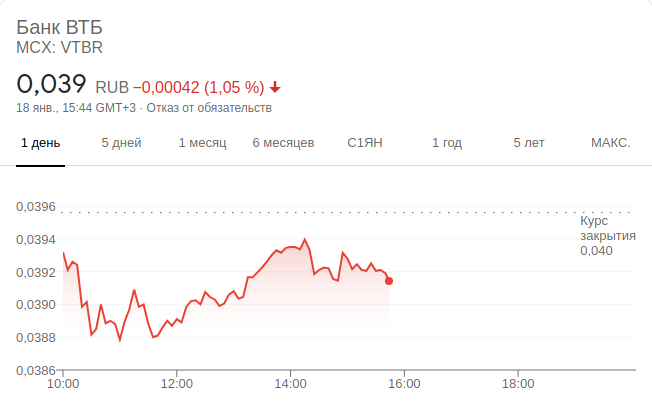 Банк ВТБ
MCX: VTBR
0,039 RUB −0,00042 (1,05 %)
18 янв., 15:44 GMT+3 · Отказ от обязательств
1 день 5 дней 1 месяц 6 месяцев С1ЯН 1 год 5 лет МАКС.
0,0396
Курс
закрытия
0,040
0,0394
0,0392
0,0390
0,0388
0,0386
10:00 12:00 14:00 16:00 18:00